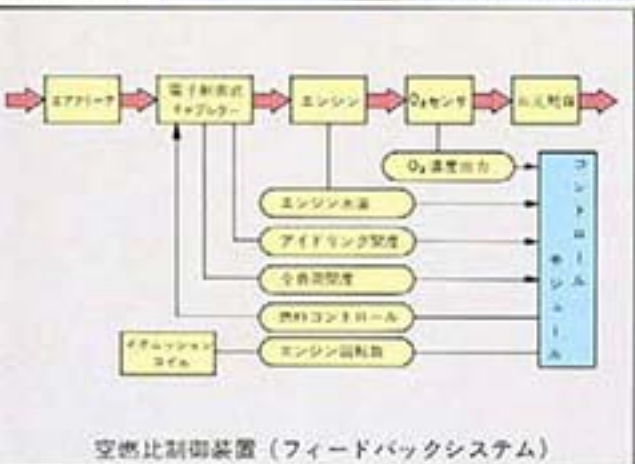 エアクリーナ
電子制御式
キャブレター
エンジン
O₂センサ
三元触媒
O₂濃度出力
コントロール
モジュール
エンジン水温
アイドリング開度
全負荷開度
燃料コントロール
イグニッション
コイル
エンジン回転数
空燃比制御装置(フィードバックシステム)